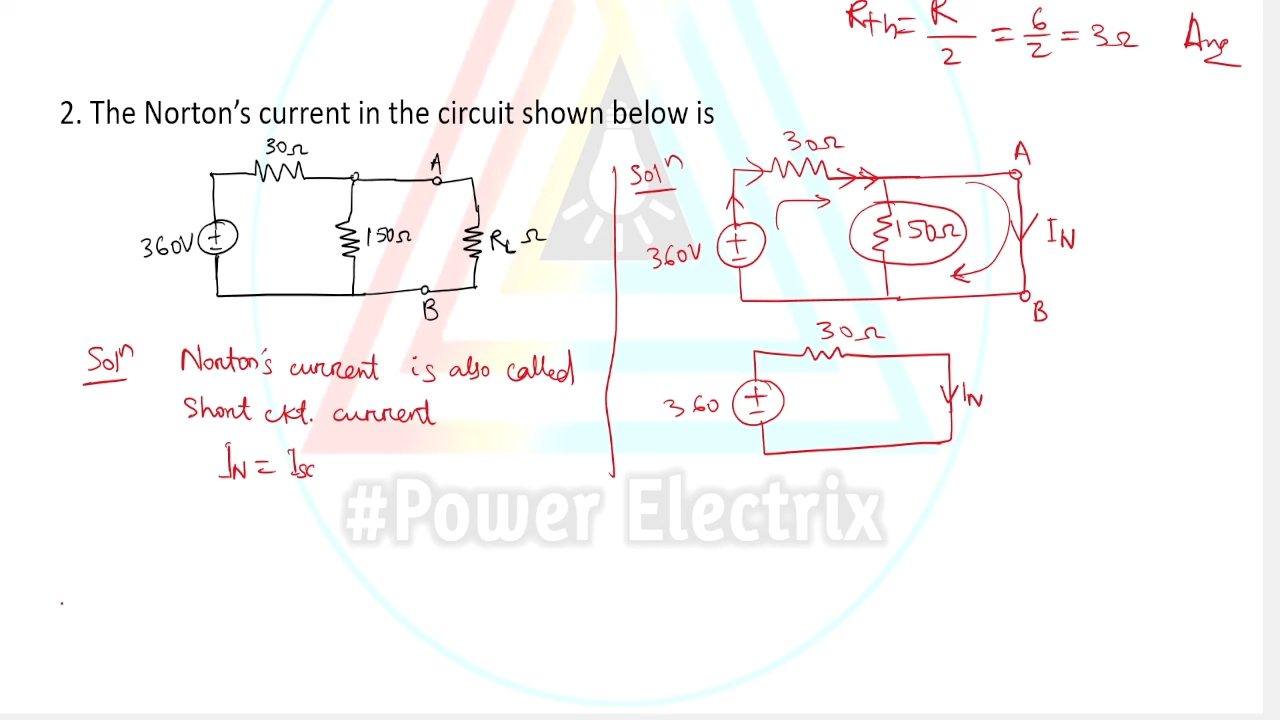 Rth = R/2 = 6/2 = 3Ω Ans
2. The Norton’s current in the circuit shown below is
30Ω
A
360V
150Ω
RL Ω
B
Solⁿ
30Ω
A
360V
150Ω
IN
B
Solⁿ Norton's current is also called
Short ckt. current
IN = Isc
30Ω
360
IN
#Power Electrix